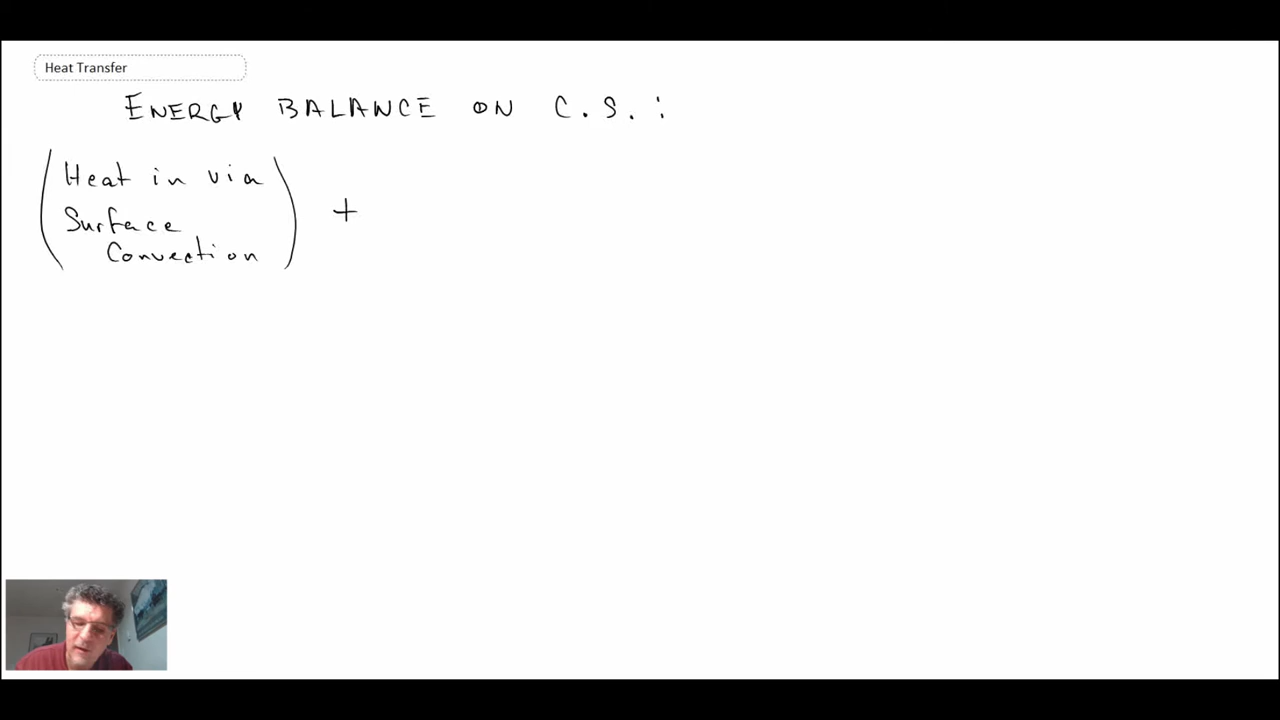 Heat Transfer
ENERGY BALANCE ON C.S.:
(Heat in via
Surface
Convection) +